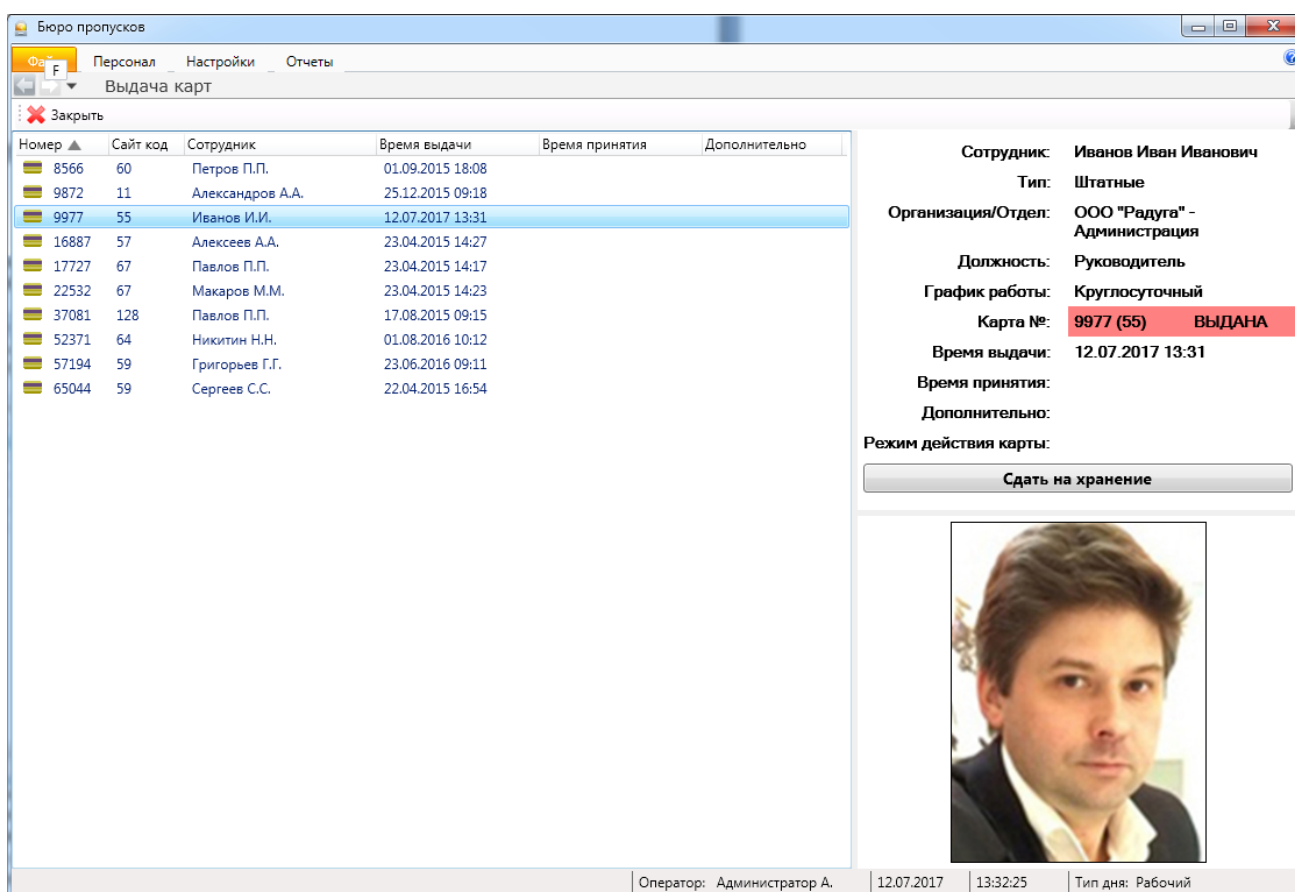 Бюро пропусков
Персонал Настройки Отчеты
F
Выдача карт
Закрыть
Номер Сайт код Сотрудник Время выдачи Время принятия Дополнительно
8566 60 Петров П.П. 01.09.2015 18:08
9872 11 Александров А.А. 25.12.2015 09:18
9977 55 Иванов И.И. 12.07.2017 13:31
16887 57 Алексеев А.А. 23.04.2015 14:27
17727 67 Павлов П.П. 23.04.2015 14:17
22532 67 Макаров М.М. 23.04.2015 14:23
37081 128 Павлов П.П. 17.08.2015 09:15
52371 64 Никитин Н.Н. 01.08.2016 10:12
57194 59 Григорьев Г.Г. 23.06.2016 09:11
65044 59 Сергеев С.С. 22.04.2015 16:54
Сотрудник: Иванов Иван Иванович
Тип: Штатные
Организация/Отдел: ООО "Радуга" -
Администрация
Должность: Руководитель
График работы: Круглосуточный
Карта №: 9977 (55) ВЫДАНА
Время выдачи: 12.07.2017 13:31
Время принятия:
Дополнительно:
Режим действия карты:
Сдать на хранение
Оператор: Администратор А. 12.07.2017 13:32:25 Тип дня: Рабочий